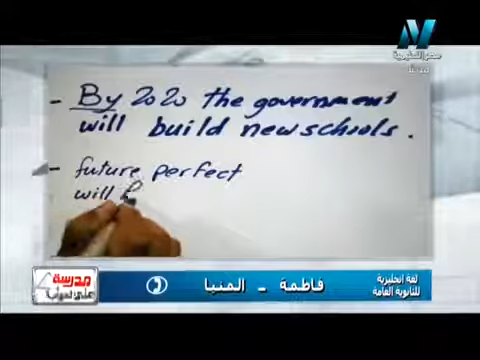 - By 2020 the government
will build new schools.
- future perfect
will
فاطمة - المنيا
لغة انجليزية
للثانوية العامة
مدرسة
على الهواء